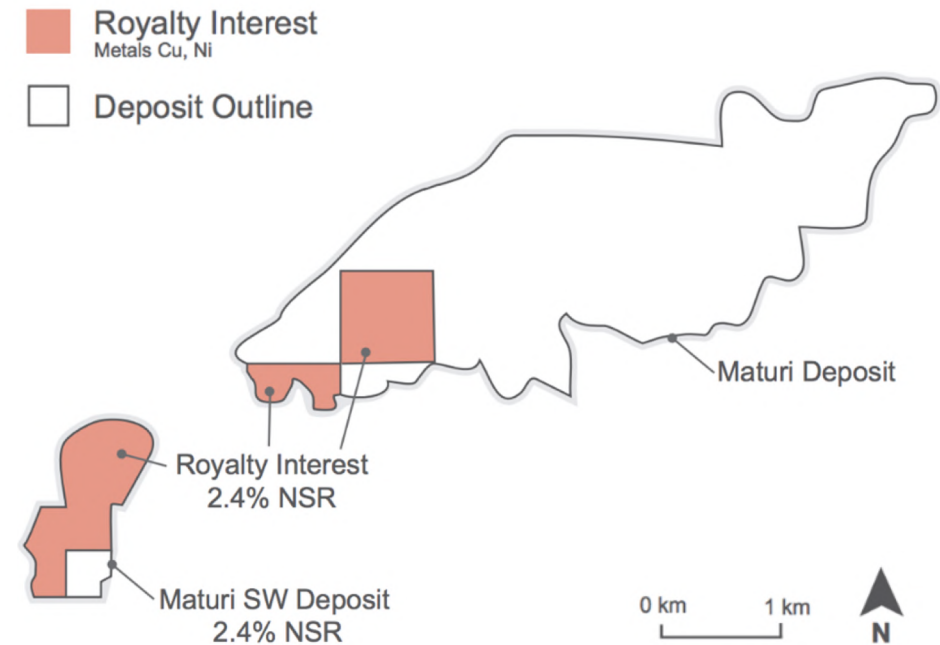 Royalty Interest
Metals Cu, Ni
Deposit Outline
Maturi Deposit
Royalty Interest
2.4% NSR
Maturi SW Deposit
2.4% NSR
0 km 1 km
N